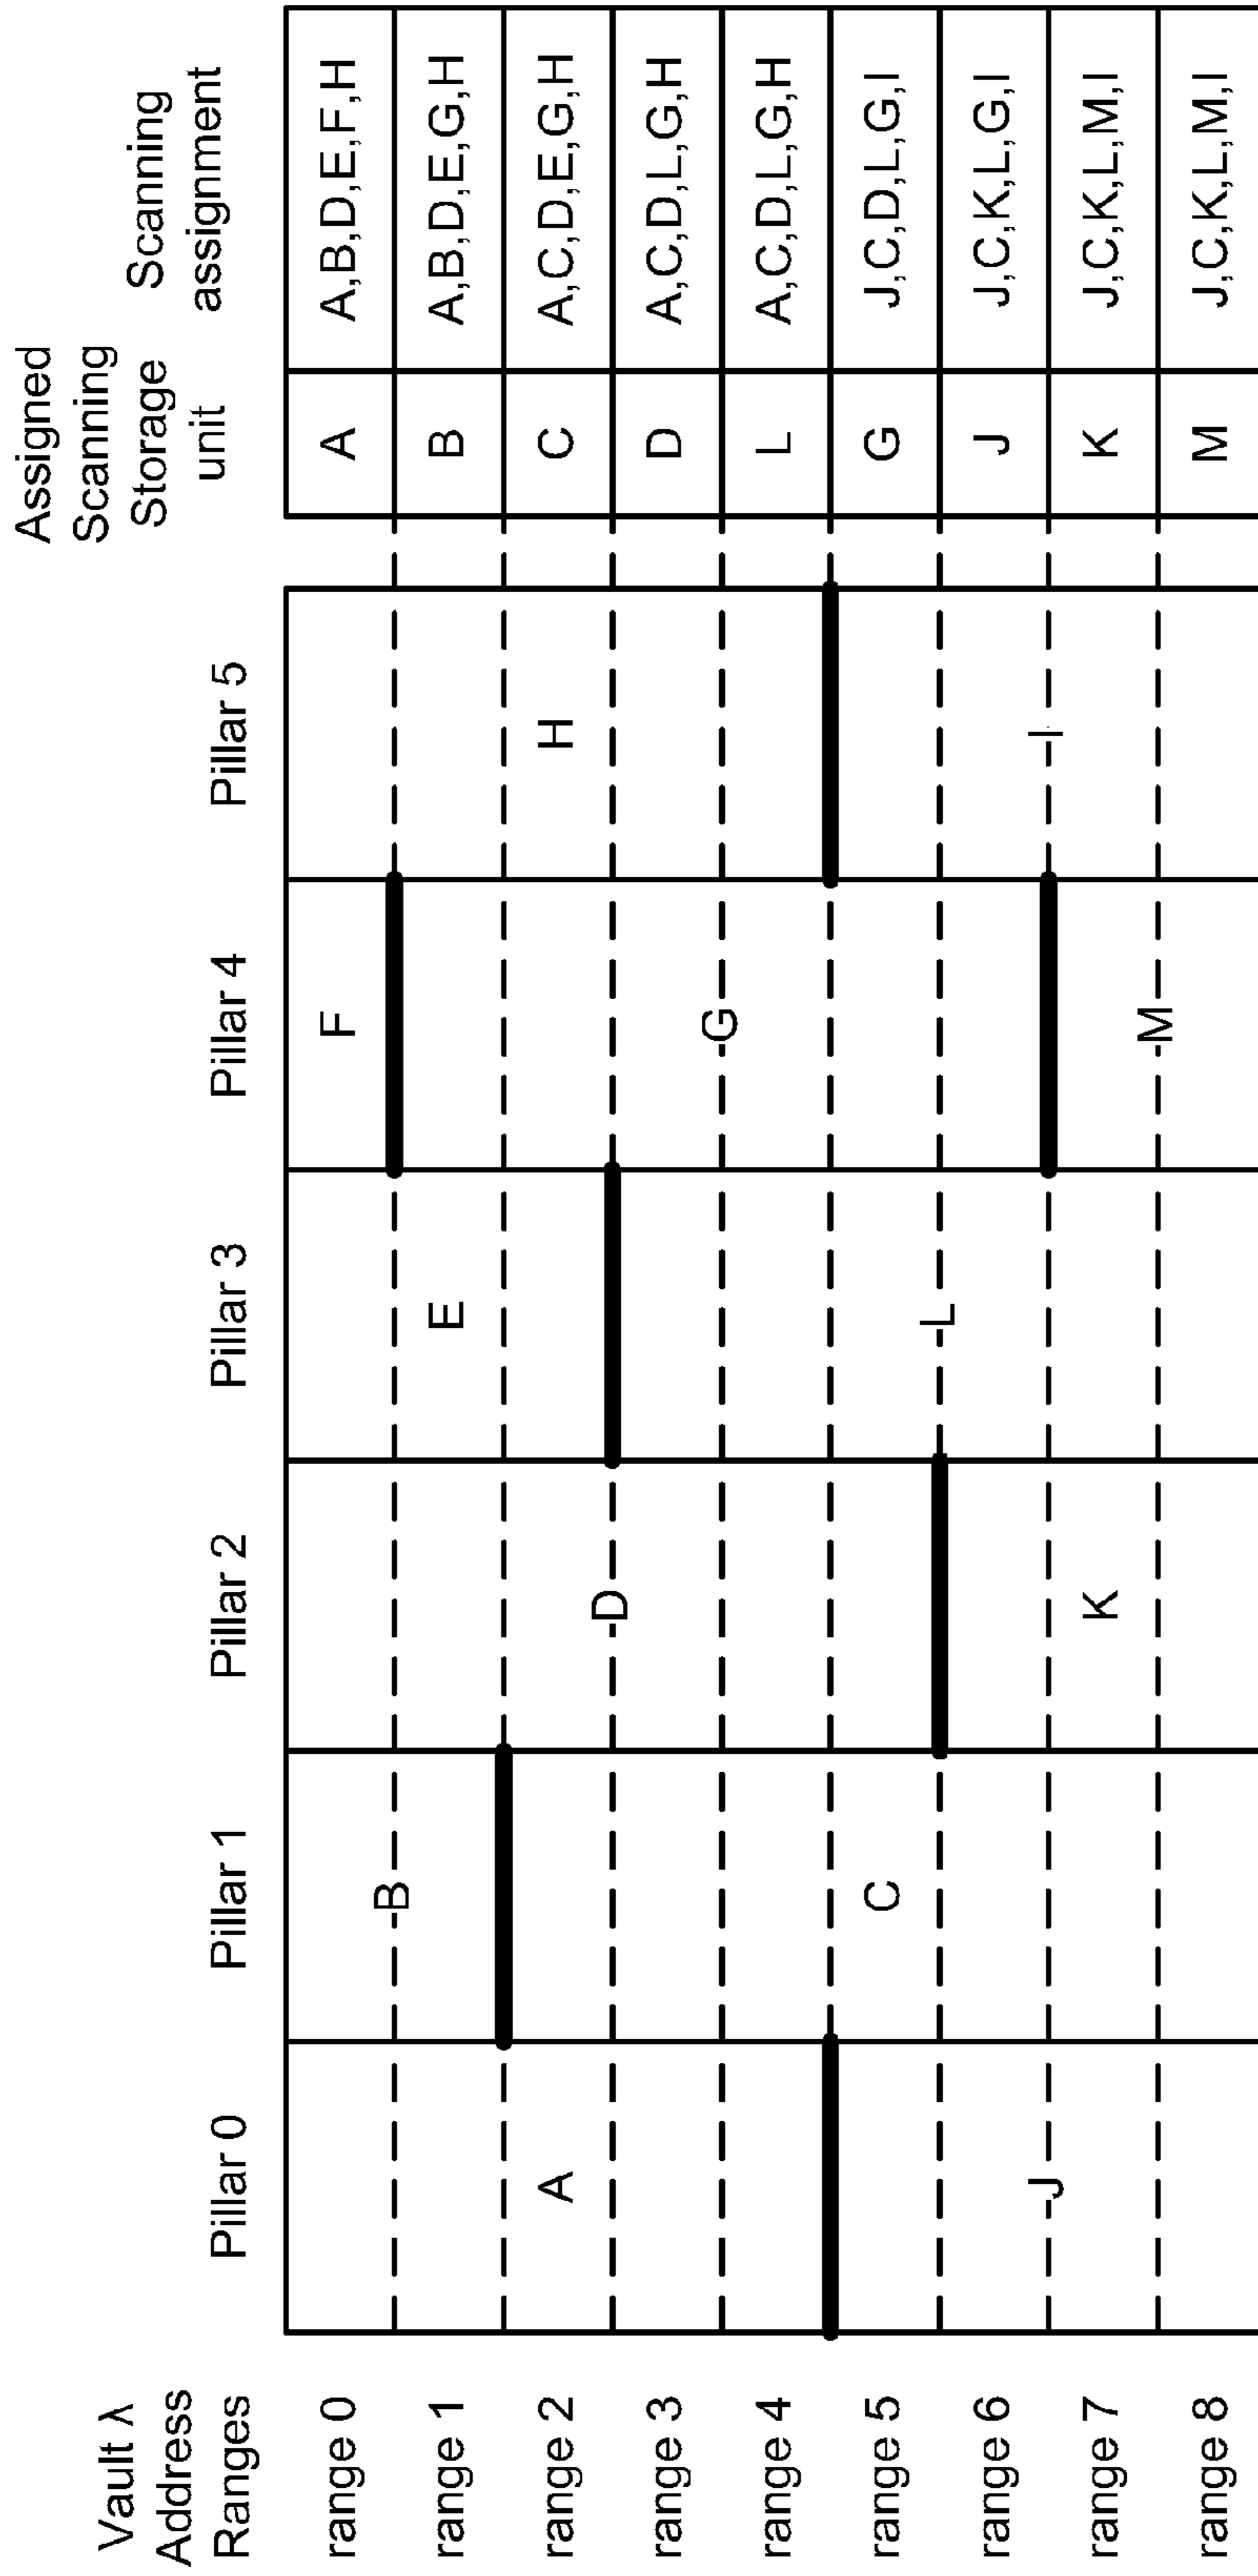 Vault λ
Address
Ranges
Pillar 0
Pillar 1
Pillar 2
Pillar 3
Pillar 4
Pillar 5
Assigned
Scanning
Storage
unit
Scanning
assignment
range 0
F
A
A,B,D,E,F,H
B
range 1
E
B
A,B,D,E,G,H
range 2
A
H
C
A,C,D,E,G,H
D
range 3
D
A,C,D,L,G,H
G
range 4
L
A,C,D,L,G,H
range 5
C
G
J,C,D,L,G,I
L
range 6
J
J,C,K,L,G,I
J
I
range 7
K
K
J,C,K,L,M,I
M
range 8
M
J,C,K,L,M,I